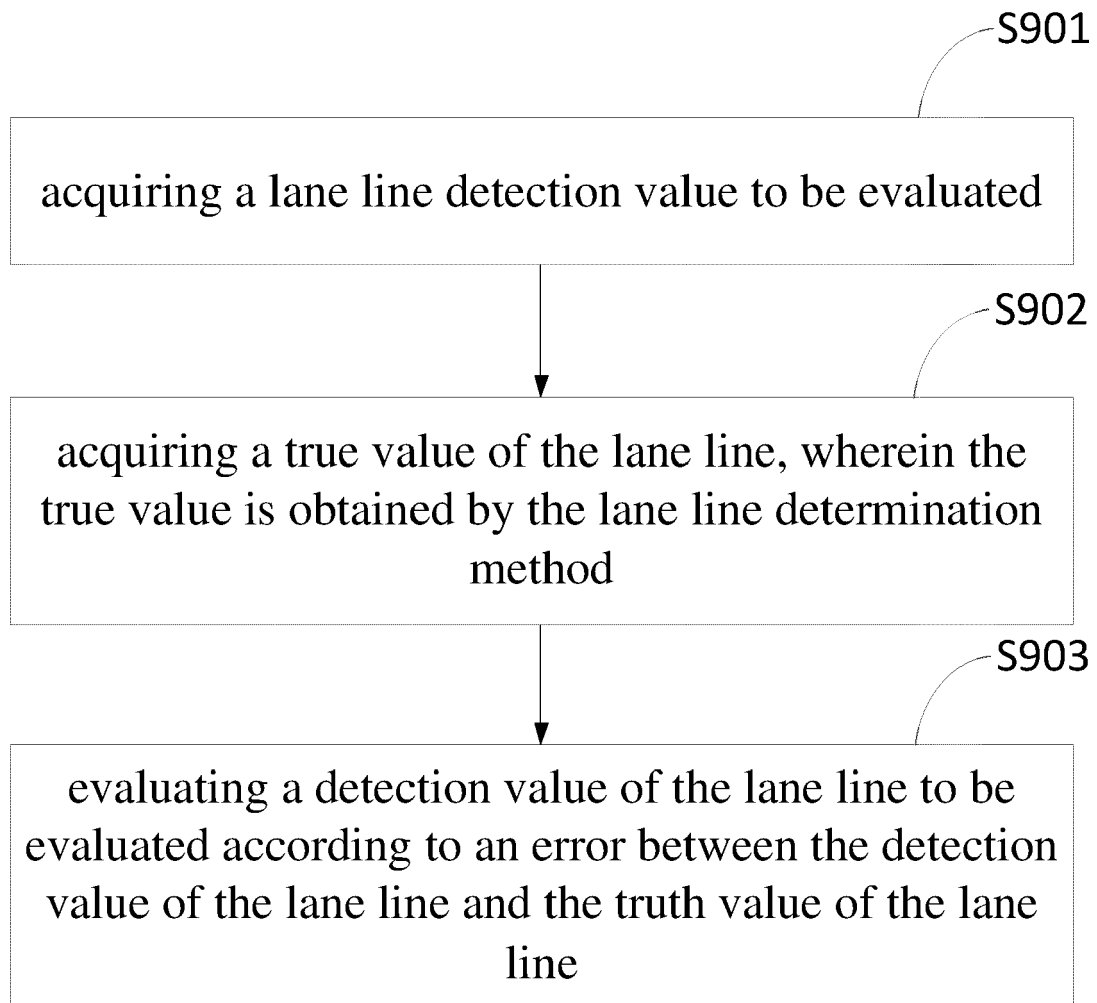 S901
acquiring a lane line detection value to be evaluated
S902
acquiring a true value of the lane line, wherein the
true value is obtained by the lane line determination
method
S903
evaluating a detection value of the lane line to be
evaluated according to an error between the detection
value of the lane line and the truth value of the lane
line